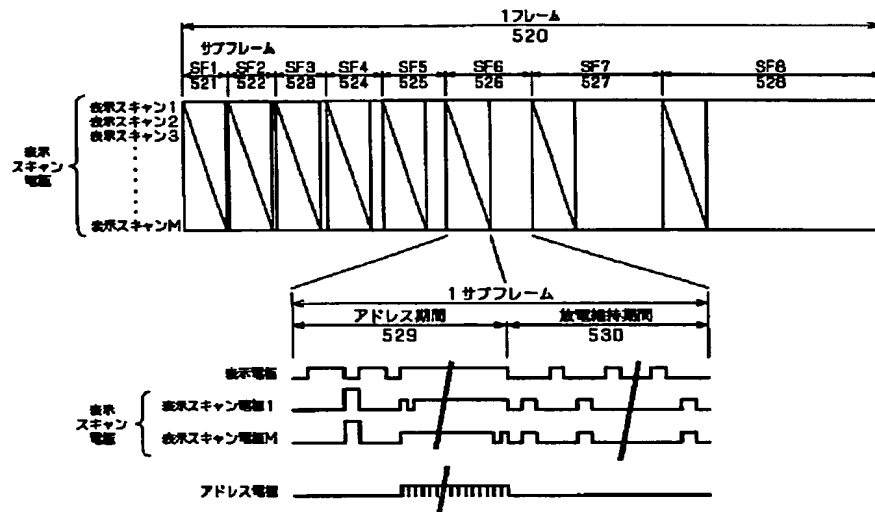 1フレーム
520
サブフレーム
SF1 SF2 SF3 SF4 SF5 SF6 SF7 SF8
521 522 523 524 525 526 527 528
表示スキャン1
表示スキャン2
表示スキャン3
表示
スキャン
電極
表示スキャンM
1サブフレーム
アドレス期間 放電維持期間
529 530
表示電極
表示スキャン電極1
表示
スキャン
電極
表示スキャン電極M
アドレス電極